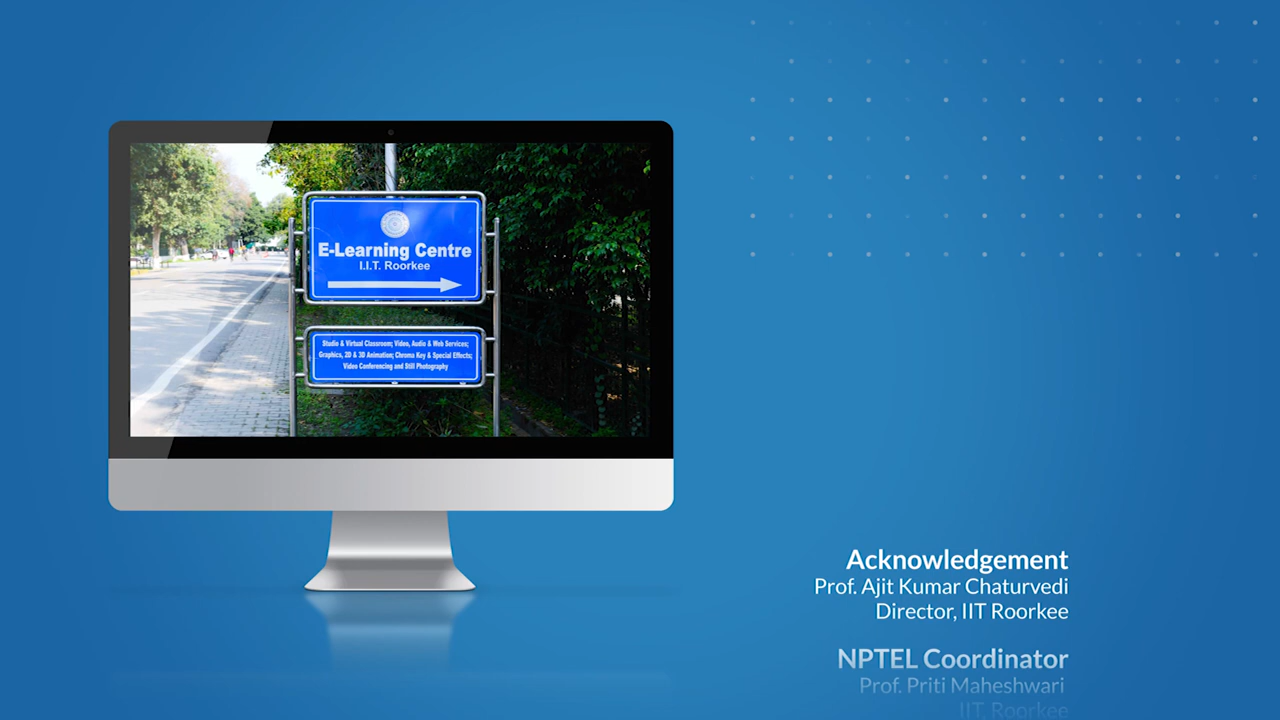 E-Learning Centre
I.I.T. Roorkee
Studio & Virtual Classroom; Video, Audio & Web Services;
Graphics, 2D & 3D Animation; Chroma Key & Special Effects;
Video Conferencing and Still Photography
Acknowledgement
Prof. Ajit Kumar Chaturvedi
Director, IIT Roorkee
NPTEL Coordinator
Prof. Priti Maheshwari
IIT, Roorkee